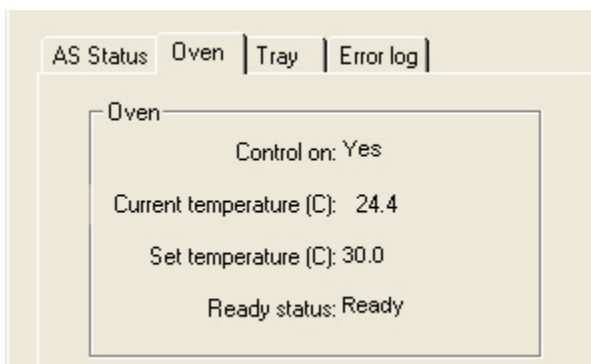 AS Status Oven Tray Error log
Oven
Control on: Yes
Current temperature (C): 24.4
Set temperature (C): 30.0
Ready status: Ready